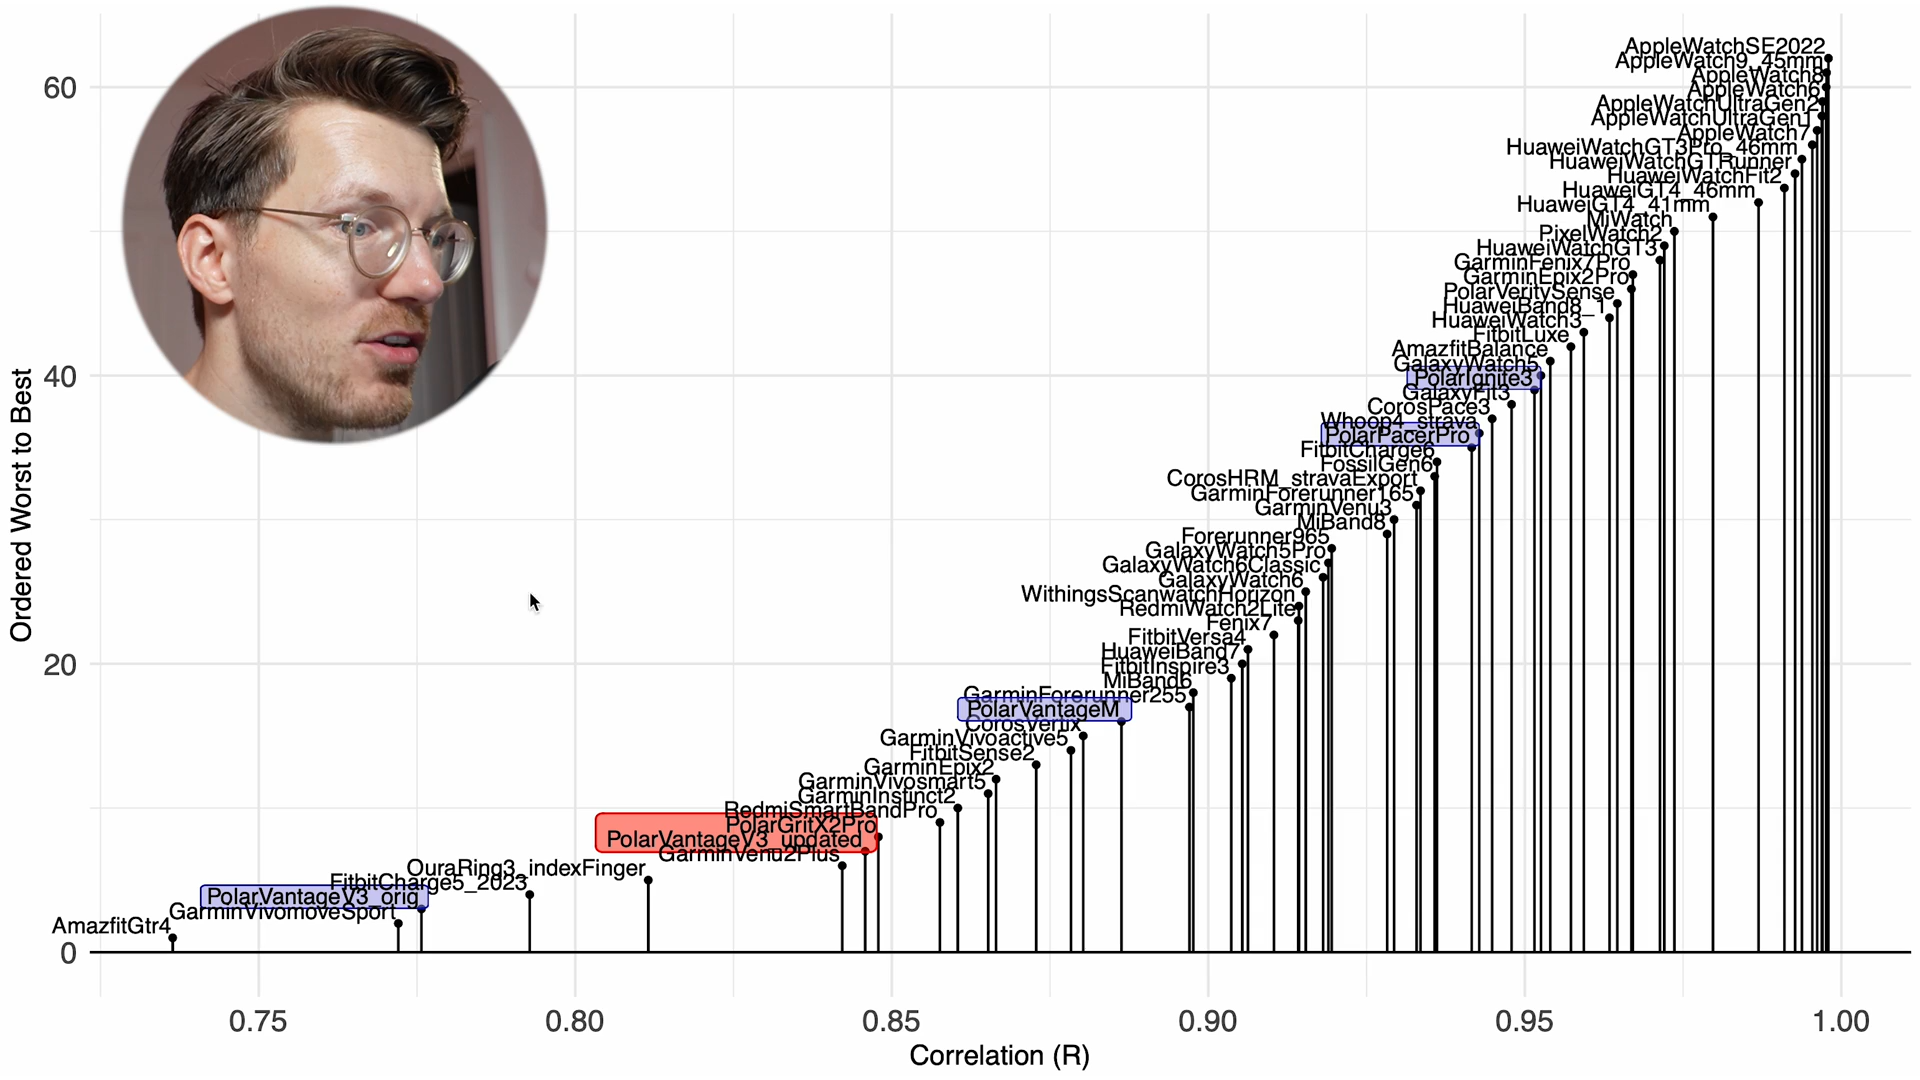 AppleWatchSE2022
AppleWatch9_45mm
AppleWatch8
AppleWatch6
AppleWatchUltraGen2
AppleWatchUltraGen1
AppleWatch7
HuaweiWatchGT3Pro_46mm
HuaweiWatchGTRunner
HuaweiWatchFit2
HuaweiGT4_46mm
HuaweiGT4_41mm
MiWatch
PixelWatch2
HuaweiWatchGT3
GarminFenix7Pro
GarminEpix2Pro
PolarVeritySense
HuaweiBand8_1
HuaweiWatch3
FitbitLuxe
AmazfitBalance
GalaxyWatch5
PolarIgnite3
GalaxyFit3
CorosPace3
Whoop4_strava
PolarPacerPro
FitbitCharge6
FossilGen6
CorosHRM_stravaExport
GarminForerunner165
GarminVenu3
MiBand8
Forerunner965
GalaxyWatch5Pro
GalaxyWatch6Classic
GalaxyWatch6
WithingsScanwatchHorizon
RedmiWatch2Lite
Fenix7
FitbitVersa4
HuaweiBand7
FitbitInspire3
MiBand6
GarminForerunner255
PolarVantageM
CorosVertix
GarminVivoactive5
FitbitSense2
GarminEpix2
GarminVivosmart5
GarminInstinct2
RedmiSmartBandPro
PolarGritX2Pro
PolarVantageV3_updated
GarminVenu2Plus
OuraRing3_indexFinger
FitbitCharge5_2023
PolarVantageV3_orig
GarminVivomoveSport
AmazfitGtr4
60
40
20
0
Ordered Worst to Best
0.75 0.80 0.85 0.90 0.95 1.00
Correlation (R)